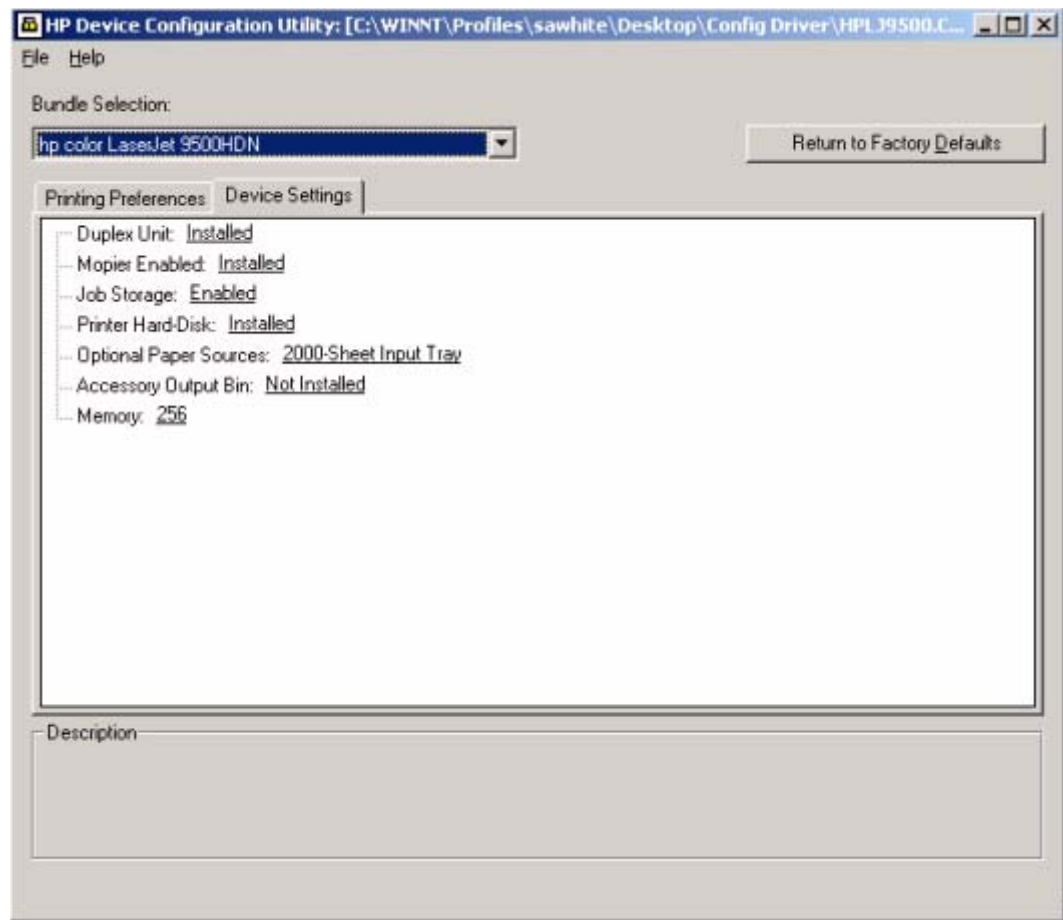 HP Device Configuration Utility: [C:\WINNT\Profiles\sawhite\Desktop\Config Driver\HPLJ9500.C...
File Help
Bundle Selection:
hp color LaserJet 9500HDN
Return to Factory Defaults
Printing Preferences Device Settings
Duplex Unit: Installed
Mopier Enabled: Installed
Job Storage: Enabled
Printer Hard-Disk: Installed
Optional Paper Sources: 2000-Sheet Input Tray
Accessory Output Bin: Not Installed
Memory: 256
Description